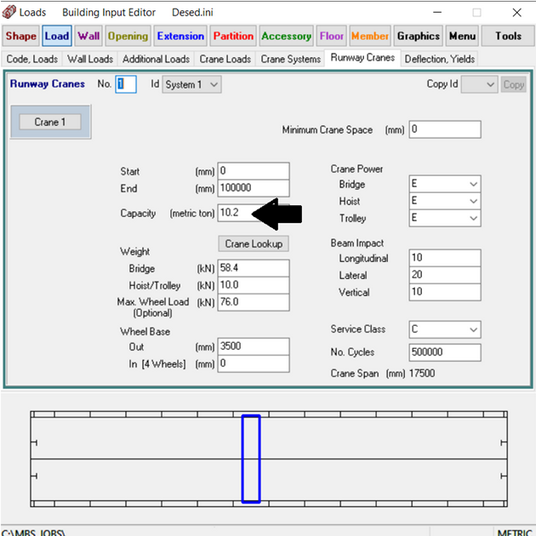 Loads Building Input Editor Desed.ini
Shape Load Wall Opening Extension Partition Accessory Floor Member Graphics Menu Tools
Code, Loads Wall Loads Additional Loads Crane Loads Crane Systems Runway Cranes Deflection, Yields
Runway Cranes No. 1 Id System 1 Copy Id Copy
Crane 1
Minimum Crane Space (mm) 0
Start (mm) 0
End (mm) 100000
Capacity (metric ton) 10.2
Crane Lookup
Weight
Bridge (kN) 58.4
Hoist/Trolley (kN) 10.0
Max. Wheel Load (kN) 76.0
(Optional)
Wheel Base
Out (mm) 3500
In [4 Wheels] (mm) 0
Crane Power
Bridge E
Hoist E
Trolley E
Beam Impact
Longitudinal 10
Lateral 20
Vertical 10
Service Class C
No. Cycles 500000
Crane Span (mm) 17500
C:\MBS_JOBS\ METRIC